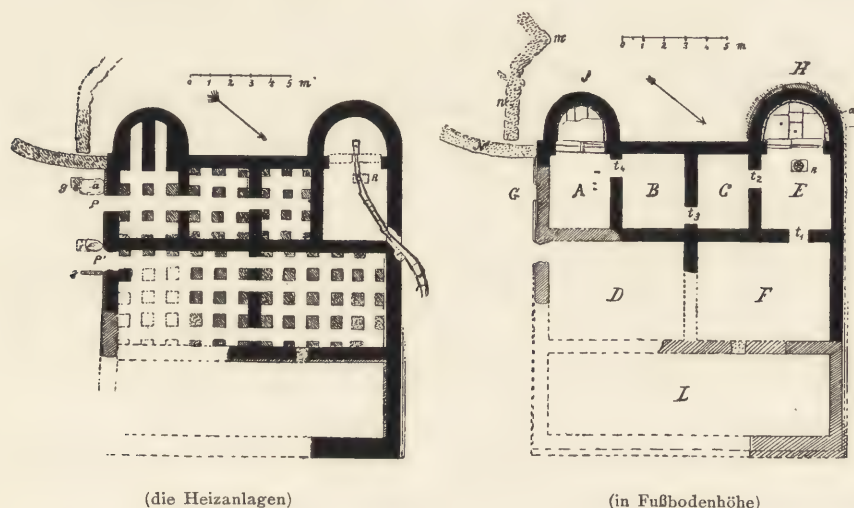 0 1 2 3 4 5 m
g a
P
P'
n
(die Heizanlagen)
m
0 1 2 3 4 5 m
n
J
H
a
G
A
t4
B
C
t2
E
n
t3
t1
D
F
I
(in Fußbodenhöhe)